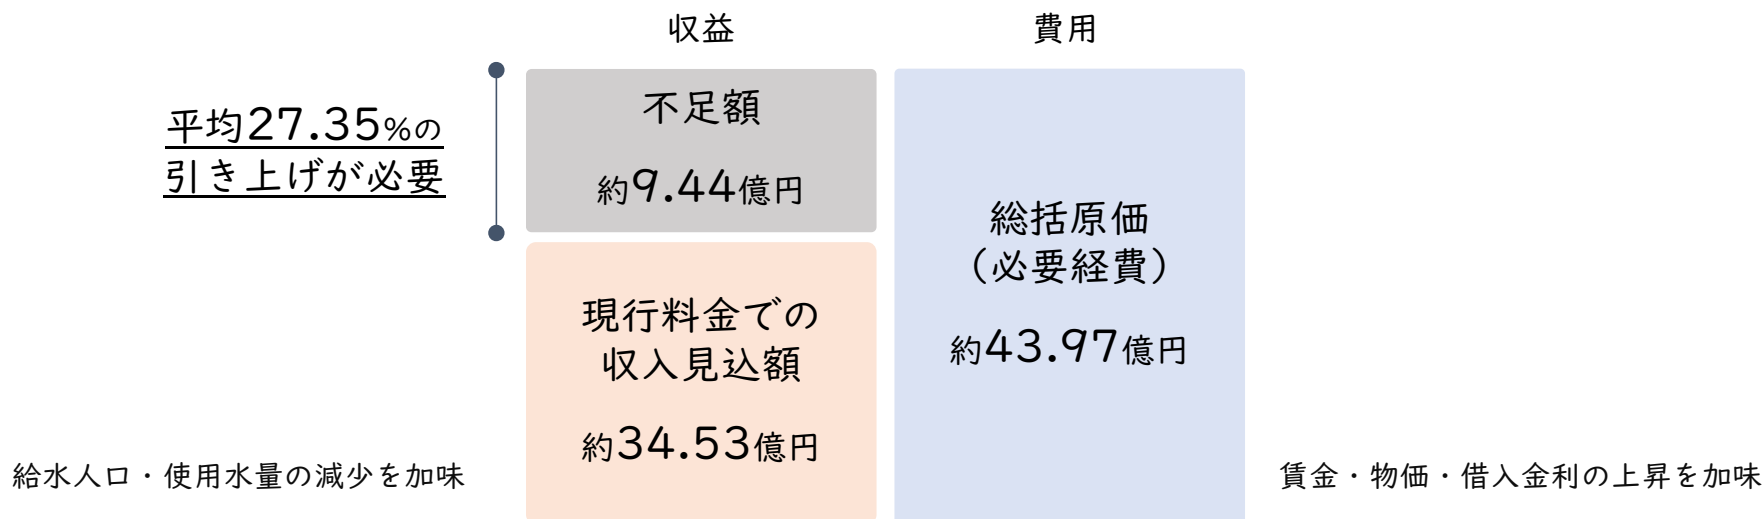 収益
費用
平均27.35%の
引き上げが必要
不足額
約9.44億円
現行料金での
収入見込額
約34.53億円
総括原価
（必要経費）
約43.97億円
給水人口・使用水量の減少を加味
賃金・物価・借入金利の上昇を加味